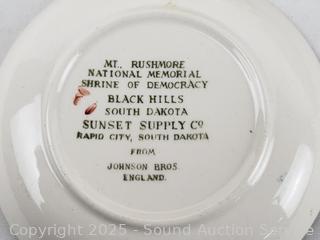 MT., RUSHMORE
NATIONAL MEMORIAL
SHRINE OF DEMOCRACY
BLACK HILLS
SOUTH DAKOTA
SUNSET SUPPLY CO
RAPID CITY, SOUTH DAKOTA
FROM
JOHNSON BROS.
ENGLAND.
Copyright 2025 - Sound Auction Service